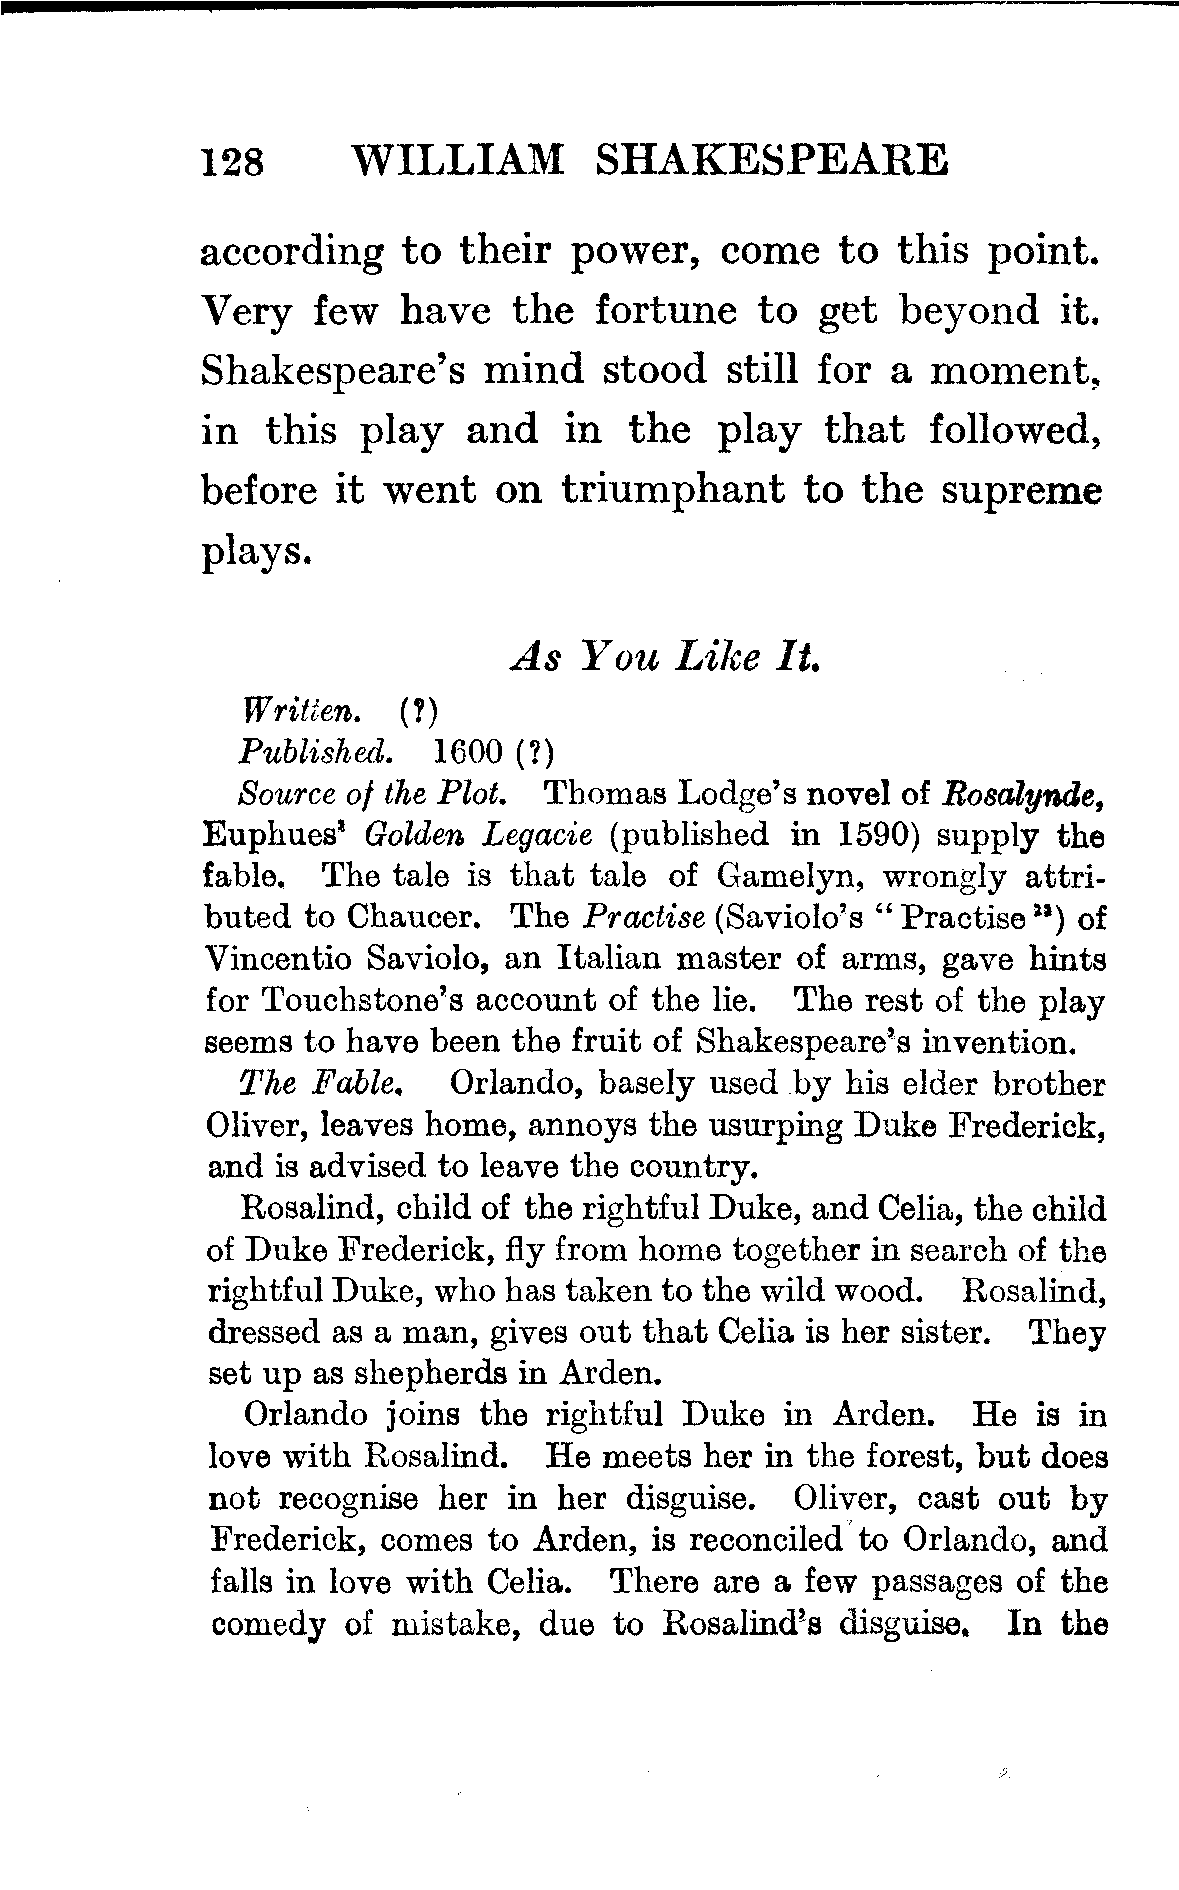 128 WILLIAM SHAKESPEARE
according to their power, come to this point.
Very few have the fortune to get beyond it.
Shakespeare's mind stood still for a moment,
in this play and in the play that followed,
before it went on triumphant to the supreme
plays.
As You Like It.
Written. (?)
Published. 1600 (?)
Source of the Plot. Thomas Lodge's novel of Rosalynde,
Euphues' Golden Legacie (published in 1590) supply the
fable. The tale is that tale of Gamelyn, wrongly attri-
buted to Chaucer. The Practise (Saviolo's “Practise”) of
Vincentio Saviolo, an Italian master of arms, gave hints
for Touchstone's account of the lie. The rest of the play
seems to have been the fruit of Shakespeare's invention.
The Fable. Orlando, basely used by his elder brother
Oliver, leaves home, annoys the usurping Duke Frederick,
and is advised to leave the country.
Rosalind, child of the rightful Duke, and Celia, the child
of Duke Frederick, fly from home together in search of the
rightful Duke, who has taken to the wild wood. Rosalind,
dressed as a man, gives out that Celia is her sister. They
set up as shepherds in Arden.
Orlando joins the rightful Duke in Arden. He is in
love with Rosalind. He meets her in the forest, but does
not recognise her in her disguise. Oliver, cast out by
Frederick, comes to Arden, is reconciled to Orlando, and
falls in love with Celia. There are a few passages of the
comedy of mistake, due to Rosalind's disguise. In the